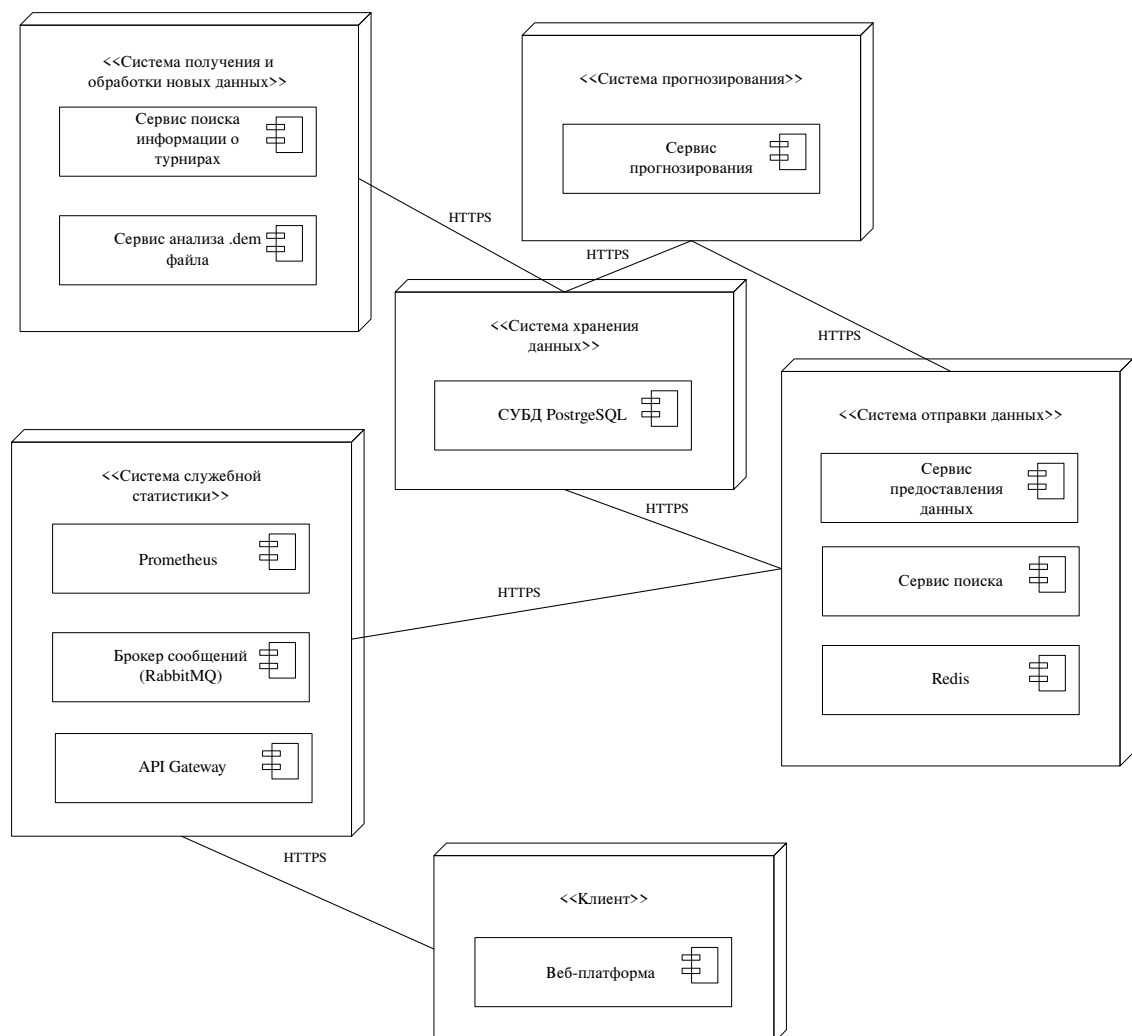 <<Система получения и
обработки новых данных>>
Сервис поиска
информации о
турнирах
Сервис анализа .dem
файла
<<Система прогнозирования>>
Сервис
прогнозирования
HTTPS
HTTPS
HTTPS
<<Система хранения
данных>>
СУБД PostrgeSQL
<<Система отправки данных>>
Сервис
предоставления
данных
Сервис поиска
Redis
HTTPS
HTTPS
<<Система служебной
статистики>>
Prometheus
Брокер сообщений
(RabbitMQ)
API Gateway
HTTPS
<<Клиент>>
Веб-платформа